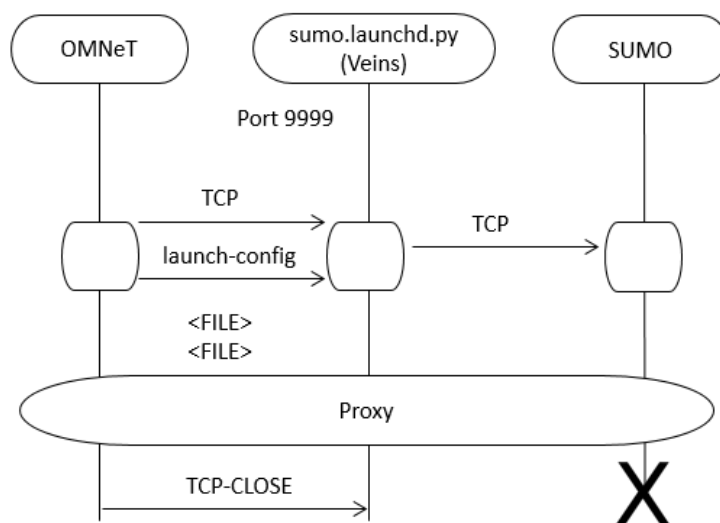 OMNeT
sumo.launchd.py
(Veins)
SUMO
Port 9999
TCP
TCP
launch-config
<FILE>
<FILE>
Proxy
TCP-CLOSE
X